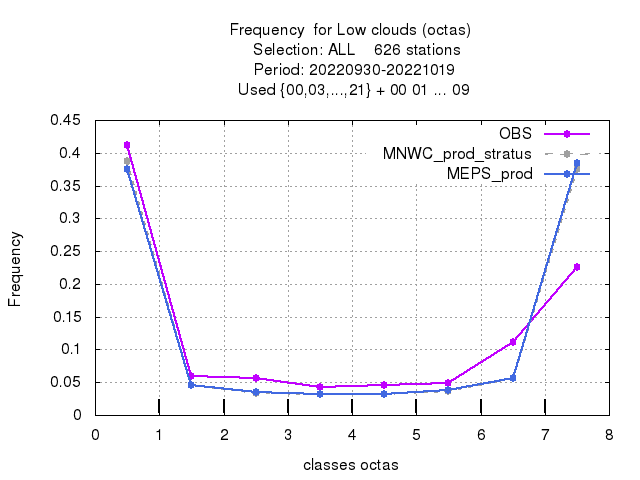 Frequency  for Low clouds (octas)
Selection: ALL    626 stations
Period: 20220930-20221019
Used {00,03,...,21} + 00 01 ... 09
OBS
MNWC_prod_stratus
MEPS_prod
0.45
0.4
0.35
0.3
0.25
0.2
0.15
0.1
0.05
0
Frequency
0 1 2 3 4 5 6 7 8
classes octas